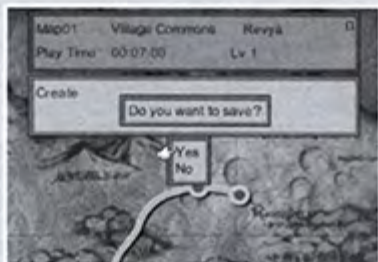 Map01 Village Commons Revya
Play Time 00:07:00 Lv 1
Create
Do you want to save?
Yes
No